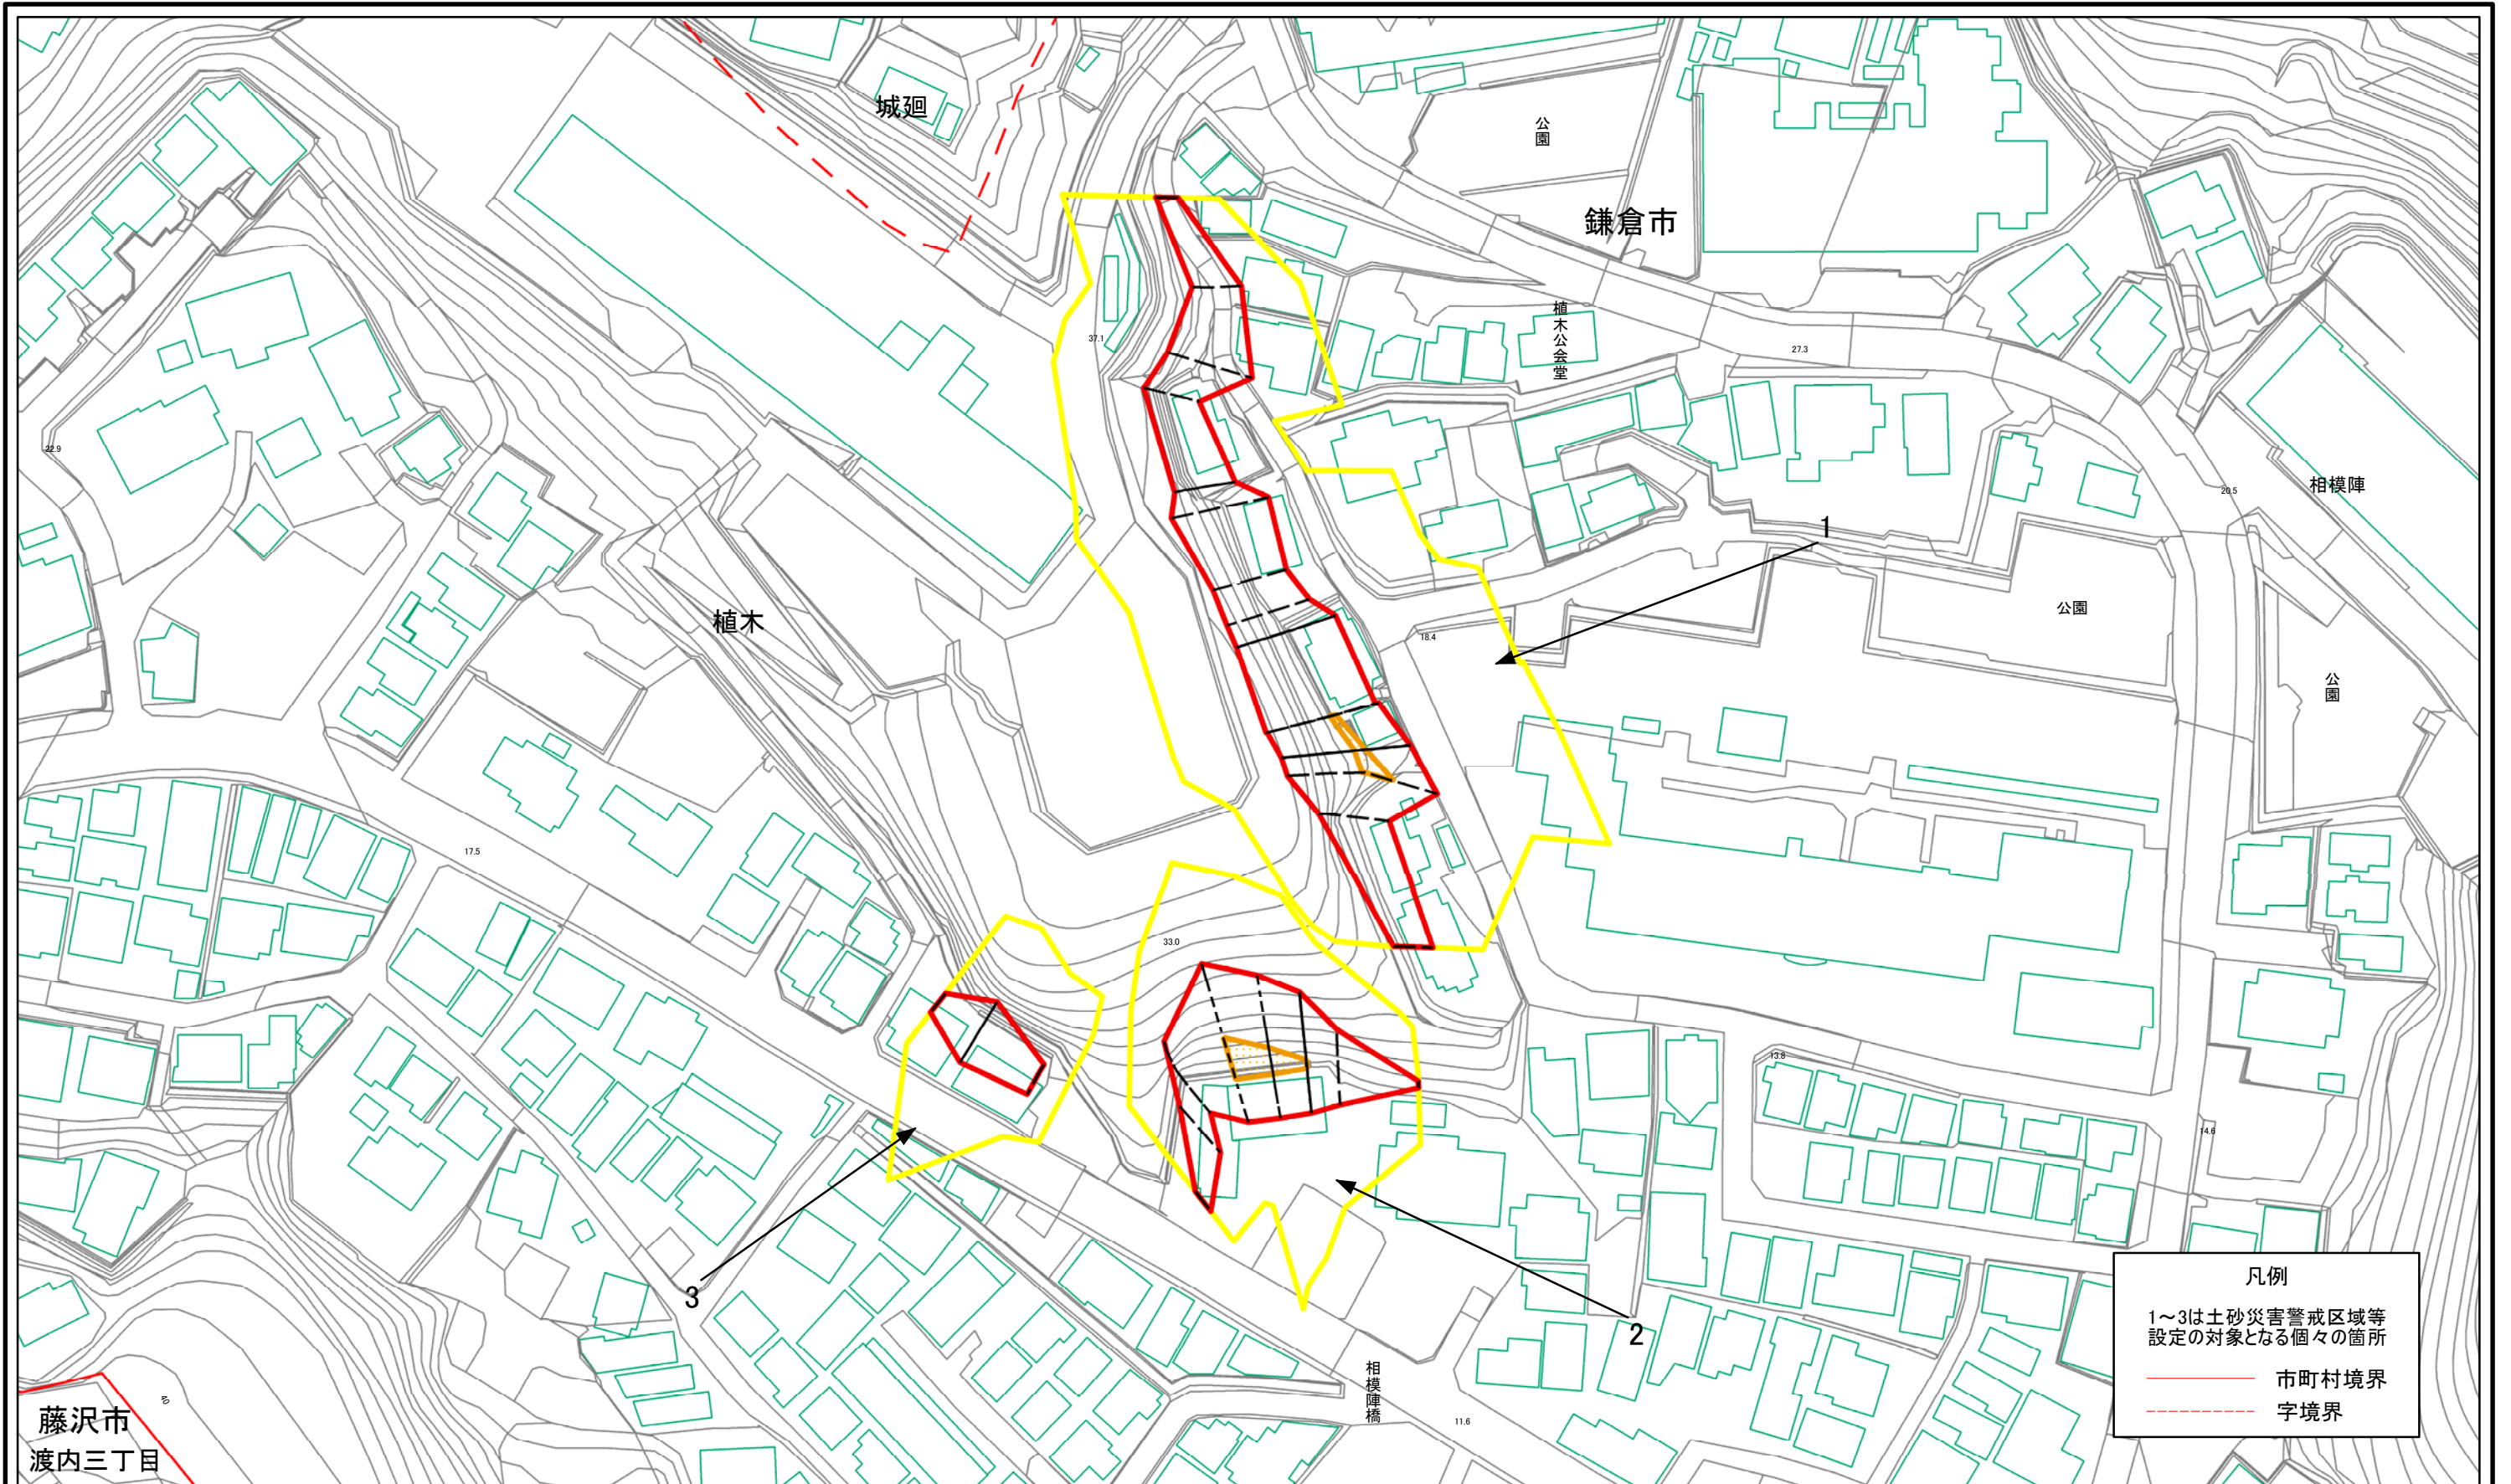 城廻
公園
鎌倉市
37.1
植木公会堂
27.3
22.9
相模陣
20.5
1
植木
公園
18.4
公園
17.5
33.0
13.8
14.6
3
2
凡例
1～3は土砂災害警戒区域等
設定の対象となる個々の箇所
市町村境界
字境界
相模陣橋
11.6
40
藤沢市
渡内三丁目